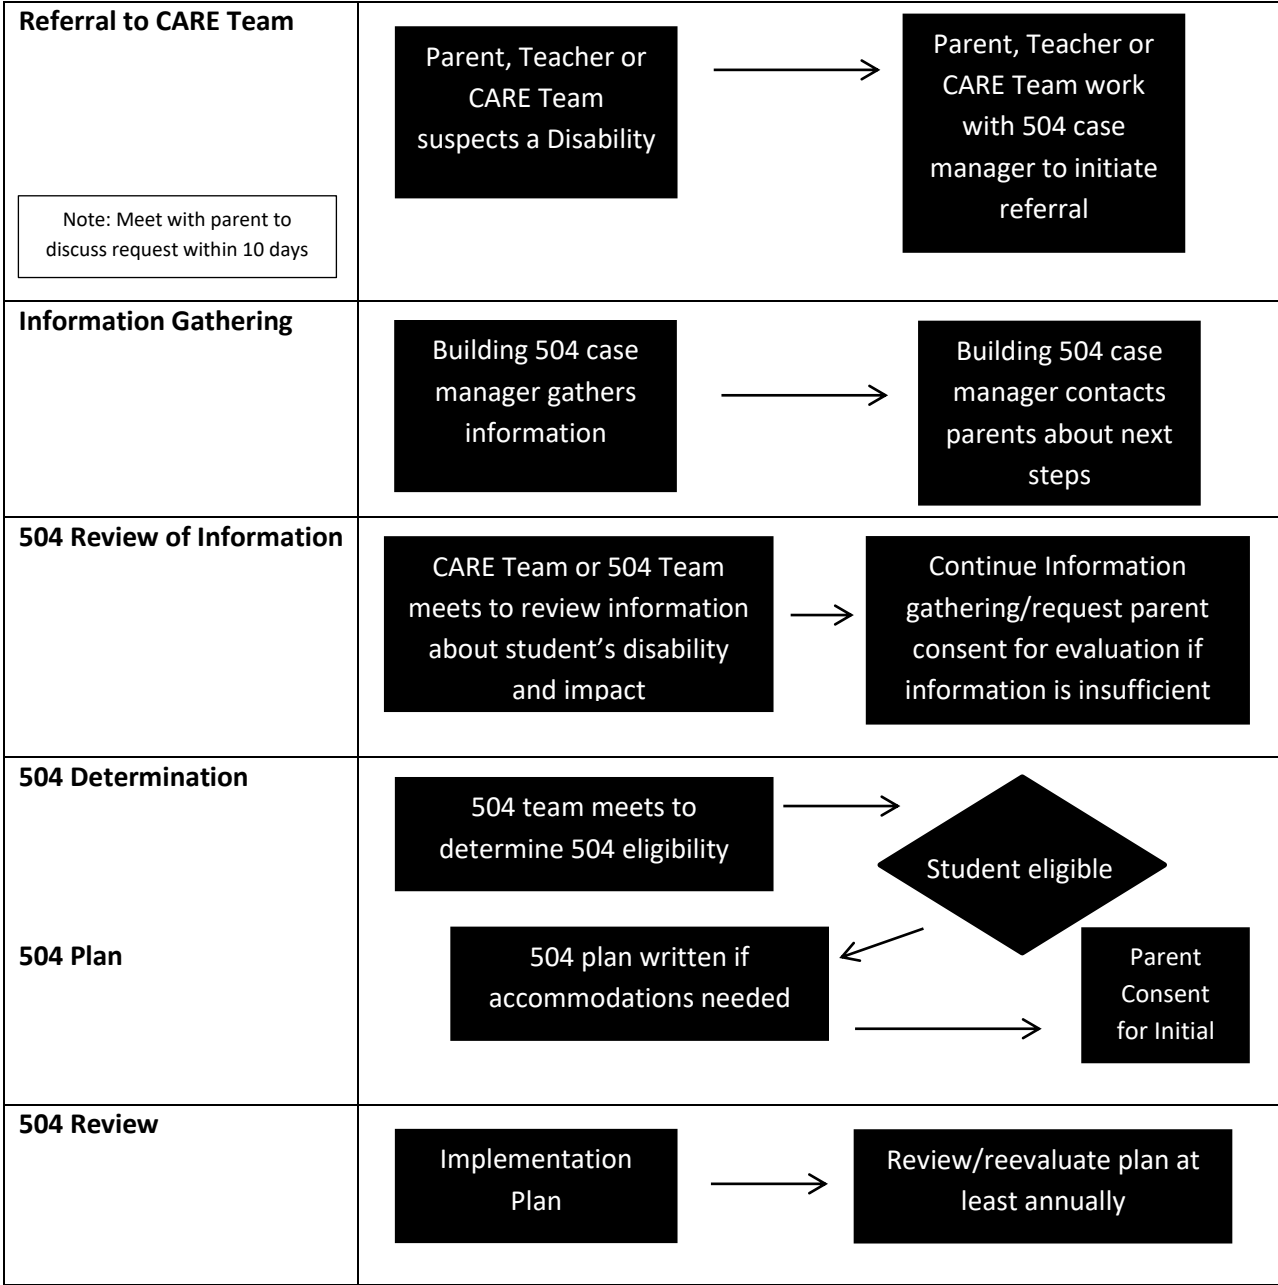 Referral to CARE Team
Parent, Teacher or
CARE Team
suspects a Disability
Parent, Teacher or
CARE Team work
with 504 case
manager to initiate
referral
Note: Meet with parent to
discuss request within 10 days
Information Gathering
Building 504 case
manager gathers
information
Building 504 case
manager contacts
parents about next
steps
504 Review of Information
CARE Team or 504 Team
meets to review information
about student’s disability
and impact
Continue Information
gathering/request parent
consent for evaluation if
information is insufficient
504 Determination
504 team meets to
determine 504 eligibility
Student eligible
504 Plan
504 plan written if
accommodations needed
Parent
Consent
for Initial
504 Review
Implementation
Plan
Review/reevaluate plan at
least annually